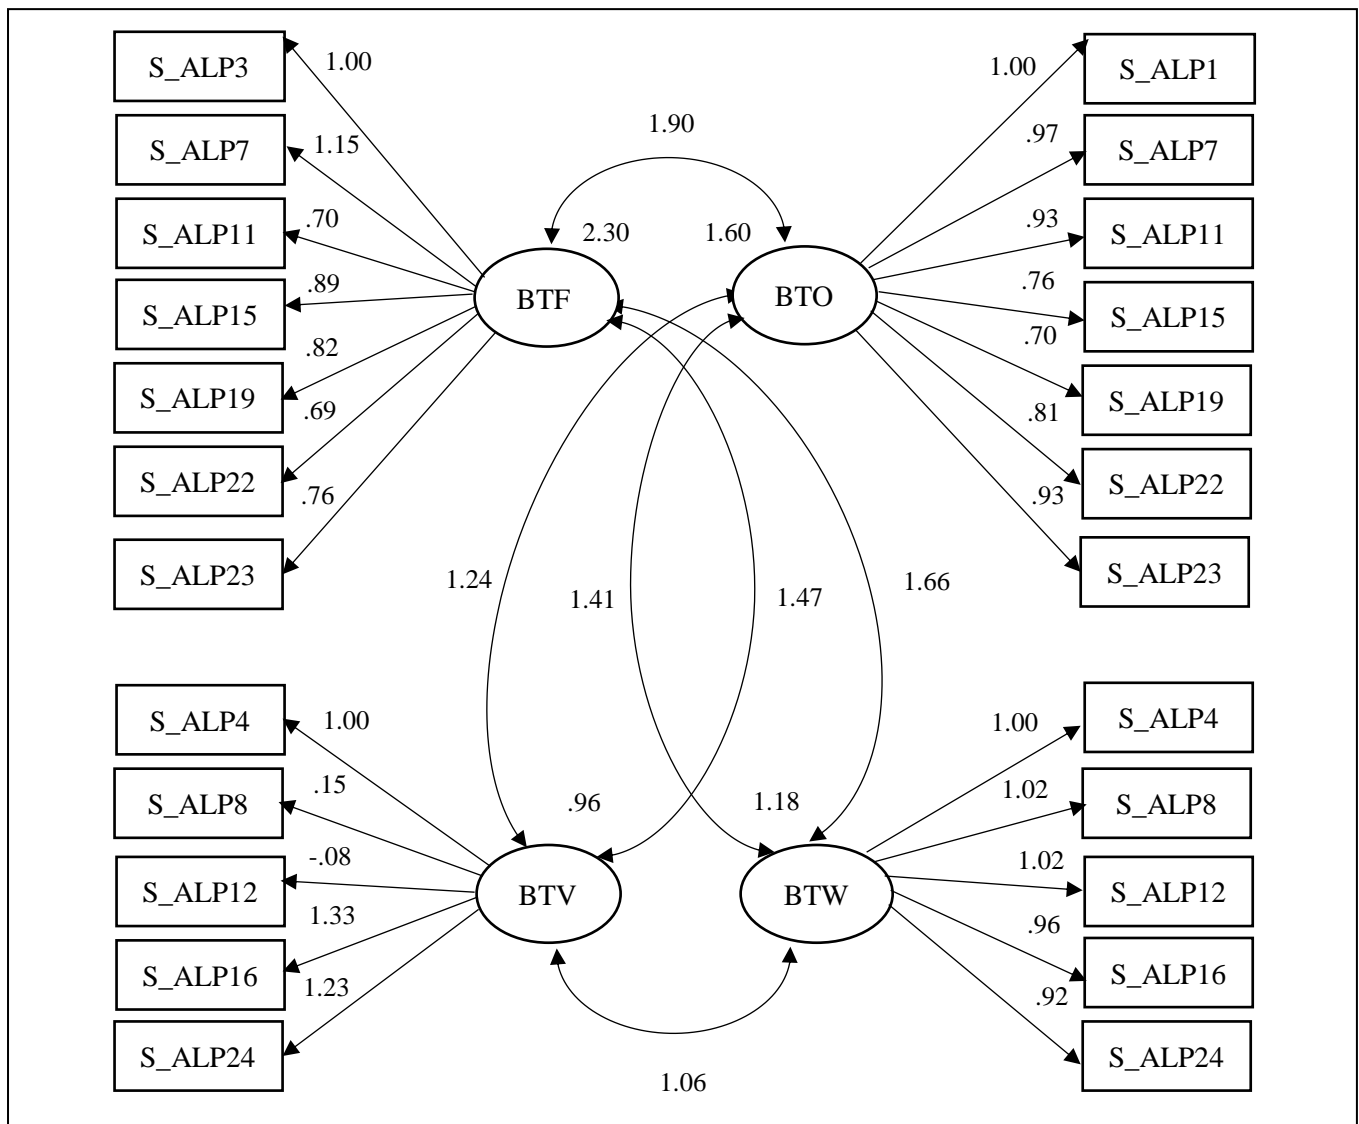 S_ALP3
1.00
1.00
S_ALP1
S_ALP7
1.15
1.90
.97
S_ALP7
S_ALP11
.70
2.30
1.60
.93
S_ALP11
S_ALP15
.89
BTF
BTO
.76
S_ALP15
.82
.70
S_ALP19
.69
.81
S_ALP19
S_ALP22
.76
.93
S_ALP22
S_ALP23
1.24
1.41
1.47
1.66
S_ALP23
S_ALP4
1.00
1.00
S_ALP4
S_ALP8
.15
.96
1.18
1.02
S_ALP8
S_ALP12
-.08
BTV
BTW
1.02
S_ALP12
1.33
.96
S_ALP16
1.23
.92
S_ALP16
S_ALP24
1.06
S_ALP24